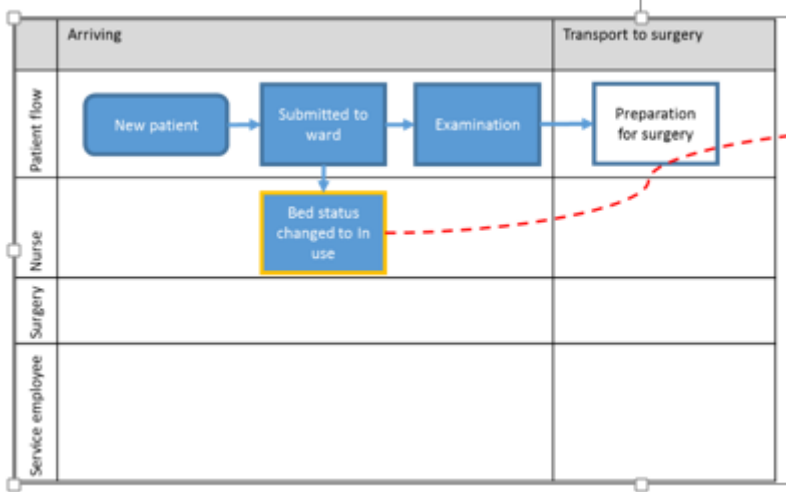 Arriving
Transport to surgery
Patient flow
New patient
Submitted to
ward
Examination
Preparation
for surgery
Nurse
Bed status
changed to In
use
Surgery
Service employee